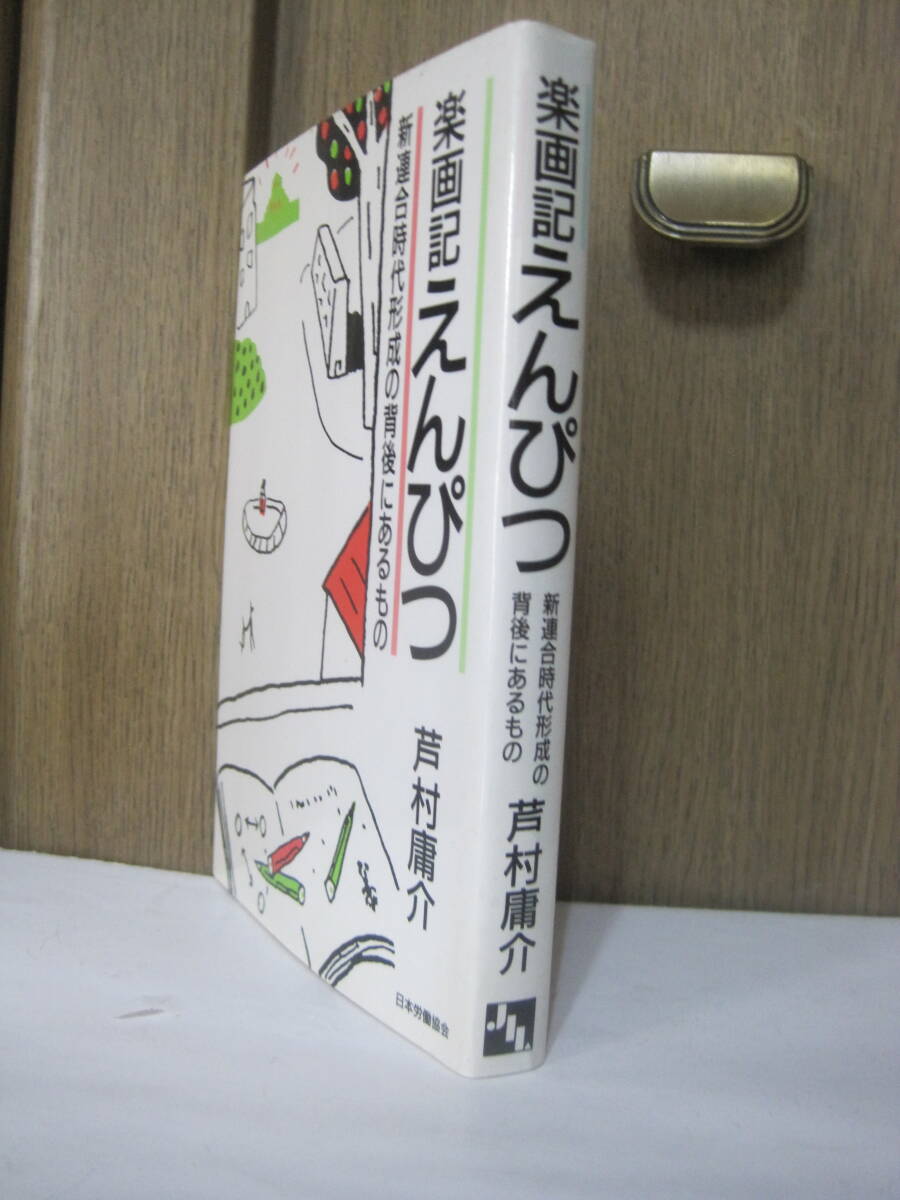 楽画記えんぴつ
新連合時代形成の背後にあるもの
芦村庸介
日本労働協会
楽画記えんぴつ
新連合時代形成の
背後にあるもの
芦村庸介
JIL